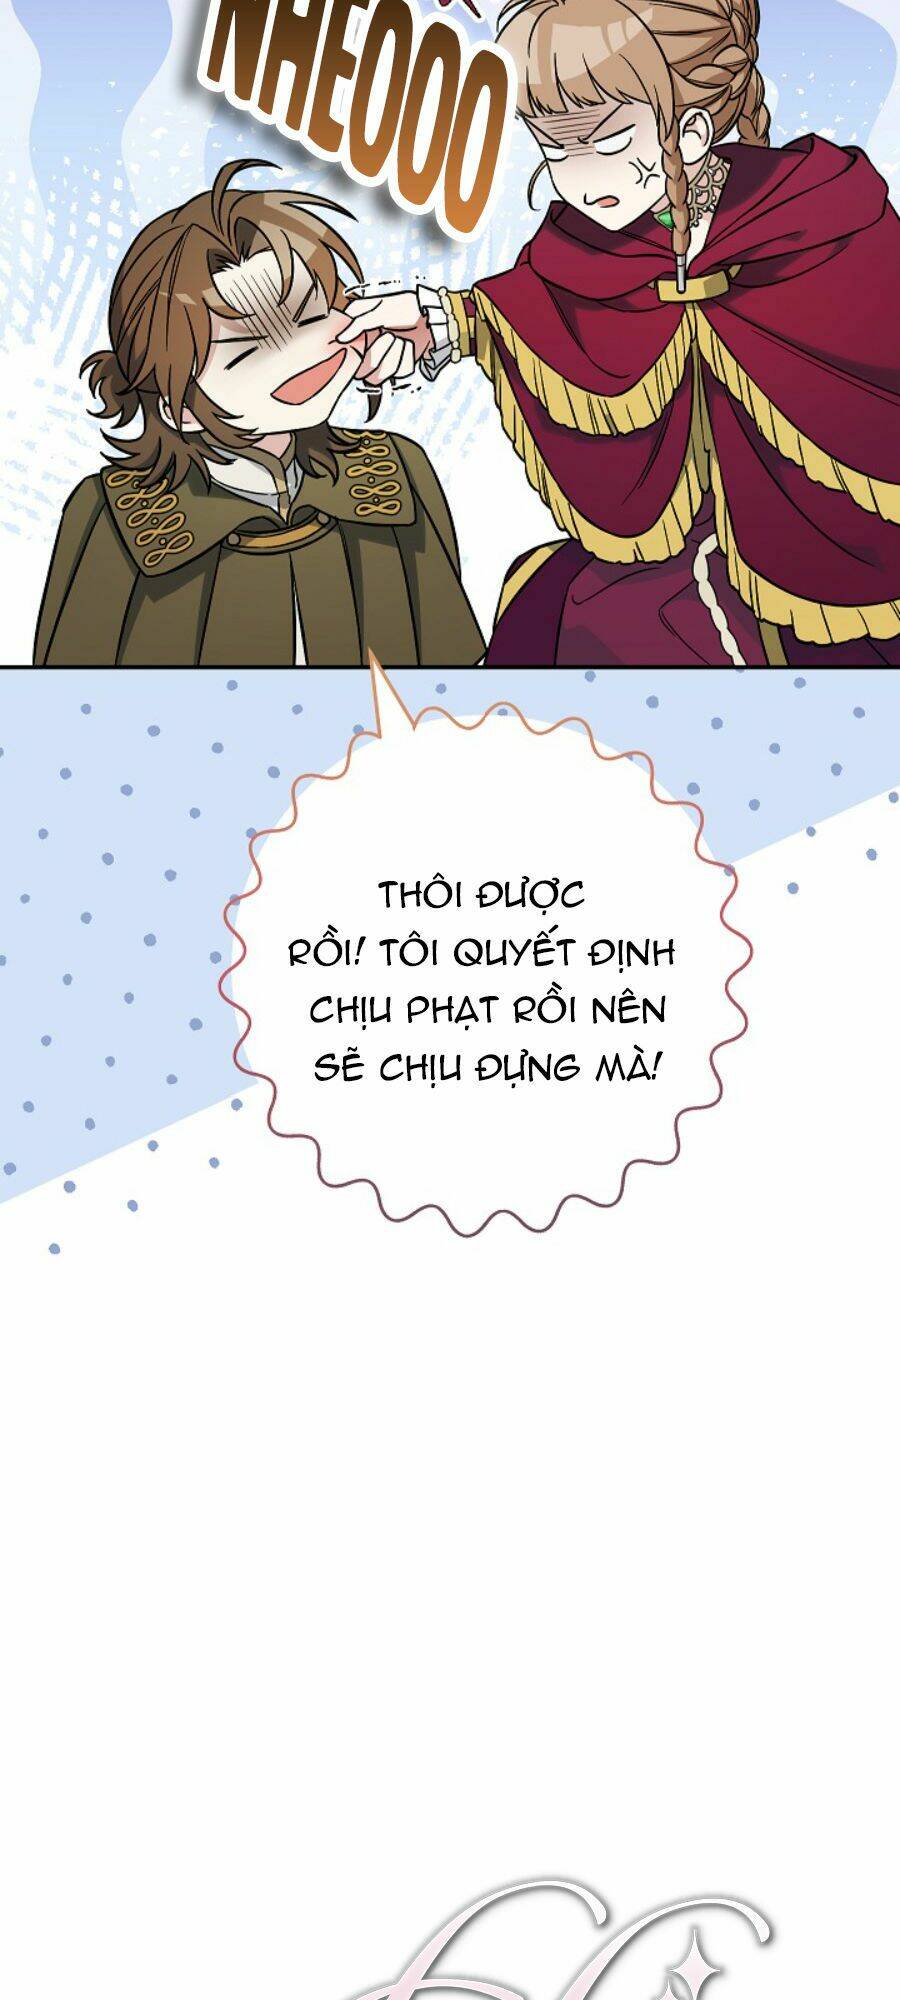 NHEOOO
THÔI ĐƯỢC
RỒI! TÔI QUYẾT ĐỊNH
CHỊU PHẠT RỒI NÊN
SẼ CHỊU ĐỰNG MÀ!